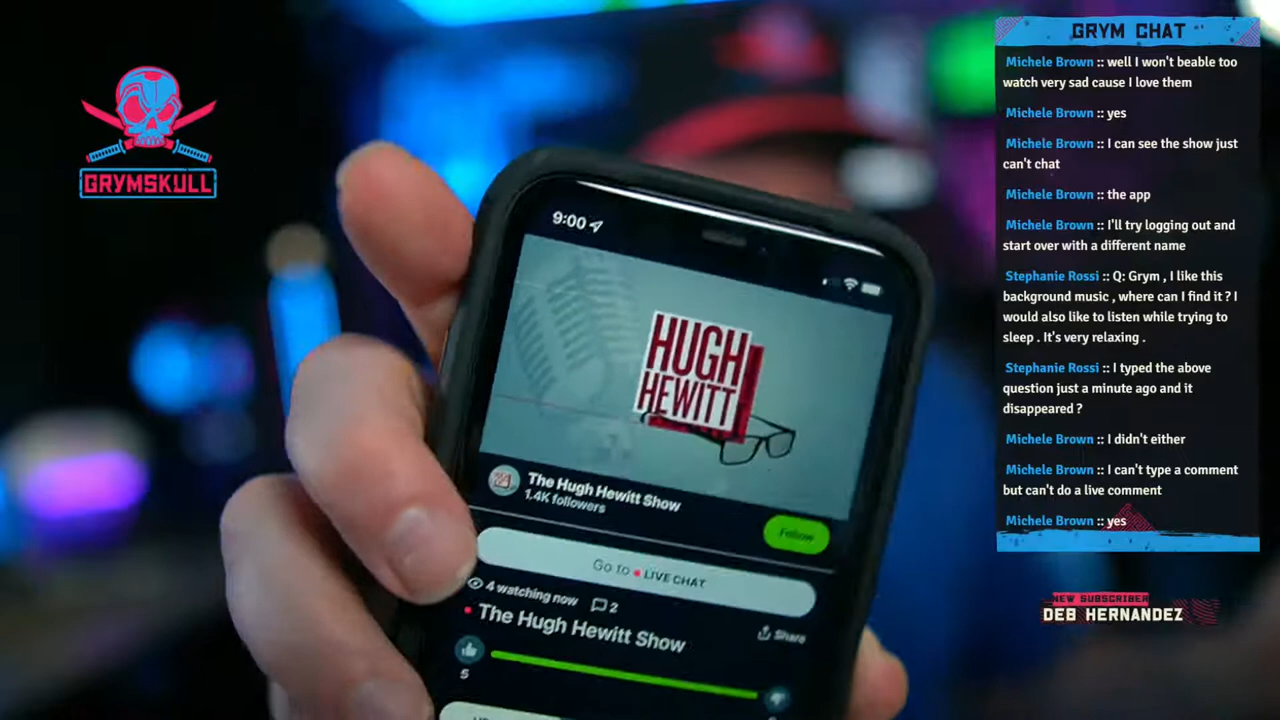 GRYMSKULL
9:00
HUGH
HEWITT
The Hugh Hewitt Show
1.4K followers
Follow
Go to LIVE CHAT
4 watching now 2
The Hugh Hewitt Show
Share
5
GRYM CHAT
Michele Brown :: well I won't beable too
watch very sad cause I love them
Michele Brown :: yes
Michele Brown :: I can see the show just
can't chat
Michele Brown :: the app
Michele Brown :: I'll try logging out and
start over with a different name
Stephanie Rossi :: Q: Grym , I like this
background music , where can I find it ? I
would also like to listen while trying to
sleep . It's very relaxing .
Stephanie Rossi :: I typed the above
question just a minute ago and it
disappeared ?
Michele Brown :: I didn't either
Michele Brown :: I can't type a comment
but can't do a live comment
Michele Brown :: yes
NEW SUBSCRIBER
DEB HERNANDEZ